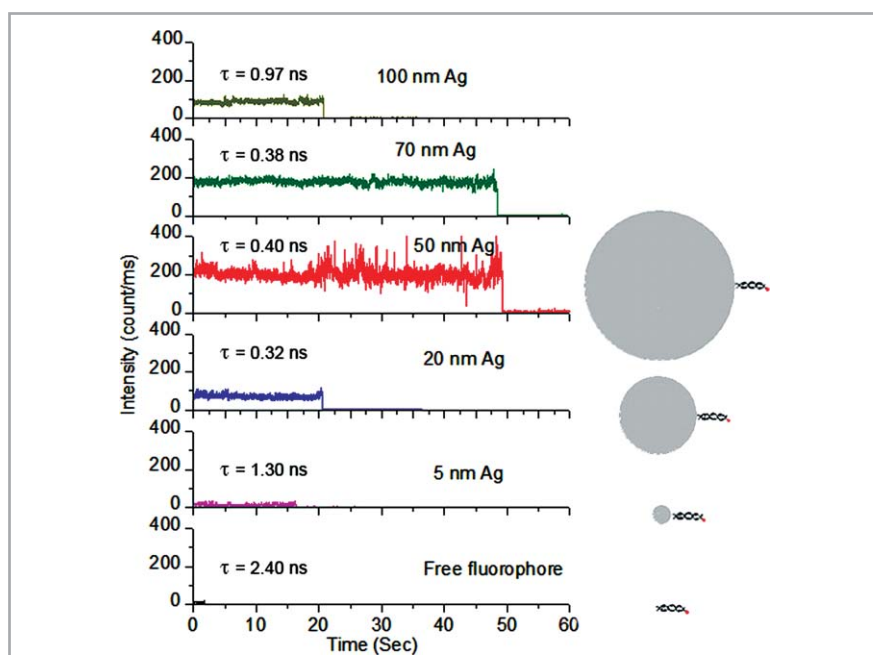 400
200
0
τ = 0.97 ns
100 nm Ag
400
200
0
τ = 0.38 ns
70 nm Ag
400
200
0
τ = 0.40 ns
50 nm Ag
400
200
0
τ = 0.32 ns
20 nm Ag
400
200
0
τ = 1.30 ns
5 nm Ag
400
200
0
τ = 2.40 ns
Free fluorophore
0 10 20 30 40 50 60
Time (Sec)
Intensity (count/ms)